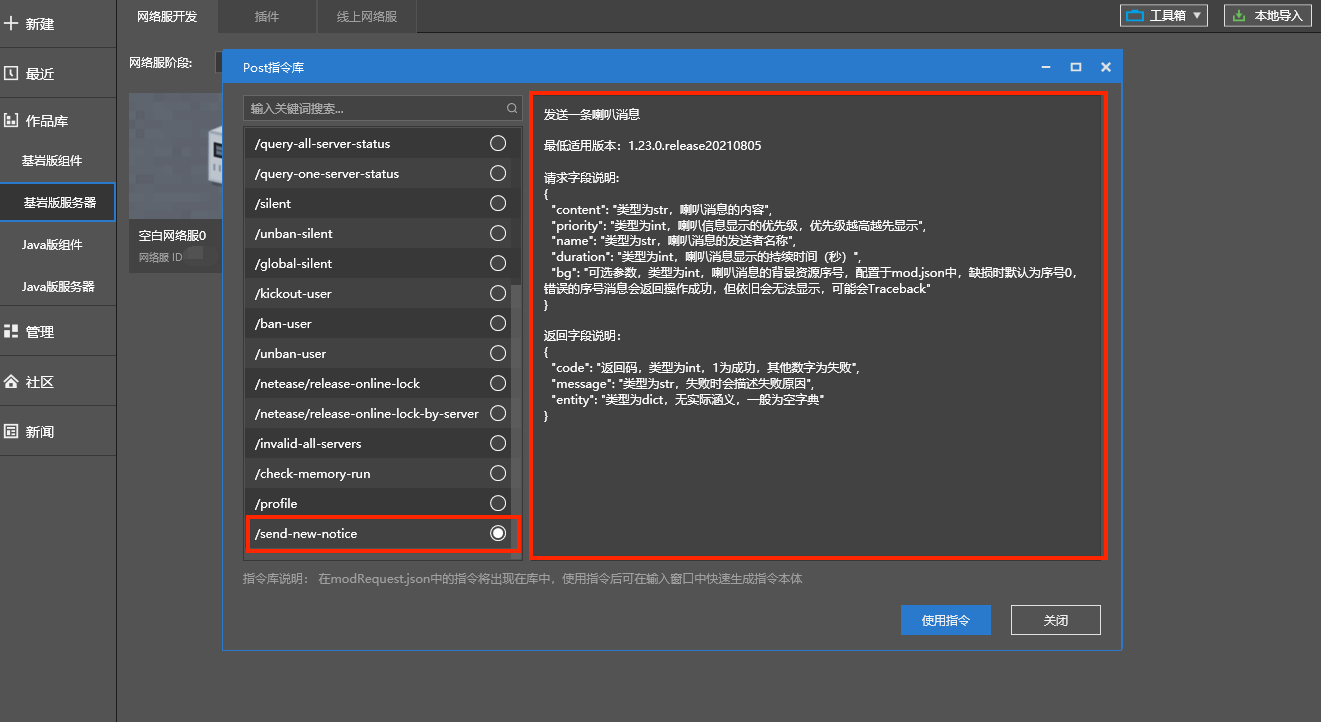 新建
最近
作品库
基岩版组件
基岩版服务器
Java版组件
Java版服务器
管理
社区
新闻
网络服开发
插件
线上网络服
工具箱
本地导入
网络服阶段:
空白网络服0
网络服 ID
Post指令库
输入关键词搜索...
/query-all-server-status
/query-one-server-status
/silent
/unban-silent
/global-silent
/kickout-user
/ban-user
/unban-user
/netease/release-online-lock
/netease/release-online-lock-by-server
/invalid-all-servers
/check-memory-run
/profile
/send-new-notice
发送一条喇叭消息
最低适用版本：1.23.0.release20210805
请求字段说明:
{
"content": "类型为str，喇叭消息的内容",
"priority": "类型为int，喇叭信息显示的优先级，优先级越高越先显示",
"name": "类型为str，喇叭消息的发送者名称",
"duration": "类型为int，喇叭消息显示的持续时间（秒）",
"bg": "可选参数，类型为int，喇叭消息的背景资源序号，配置于mod.json中，缺损时默认为序号0，
错误的序号消息会返回操作成功，但依旧会无法显示，可能会Traceback"
}
返回字段说明：
{
"code": "返回码，类型为int，1为成功，其他数字为失败",
"message": "类型为str，失败时会描述失败原因",
"entity": "类型为dict，无实际涵义，一般为空字典"
}
指令库说明： 在modRequest.json中的指令将出现在库中，使用指令后可在输入窗口中快速生成指令本体
使用指令
关闭